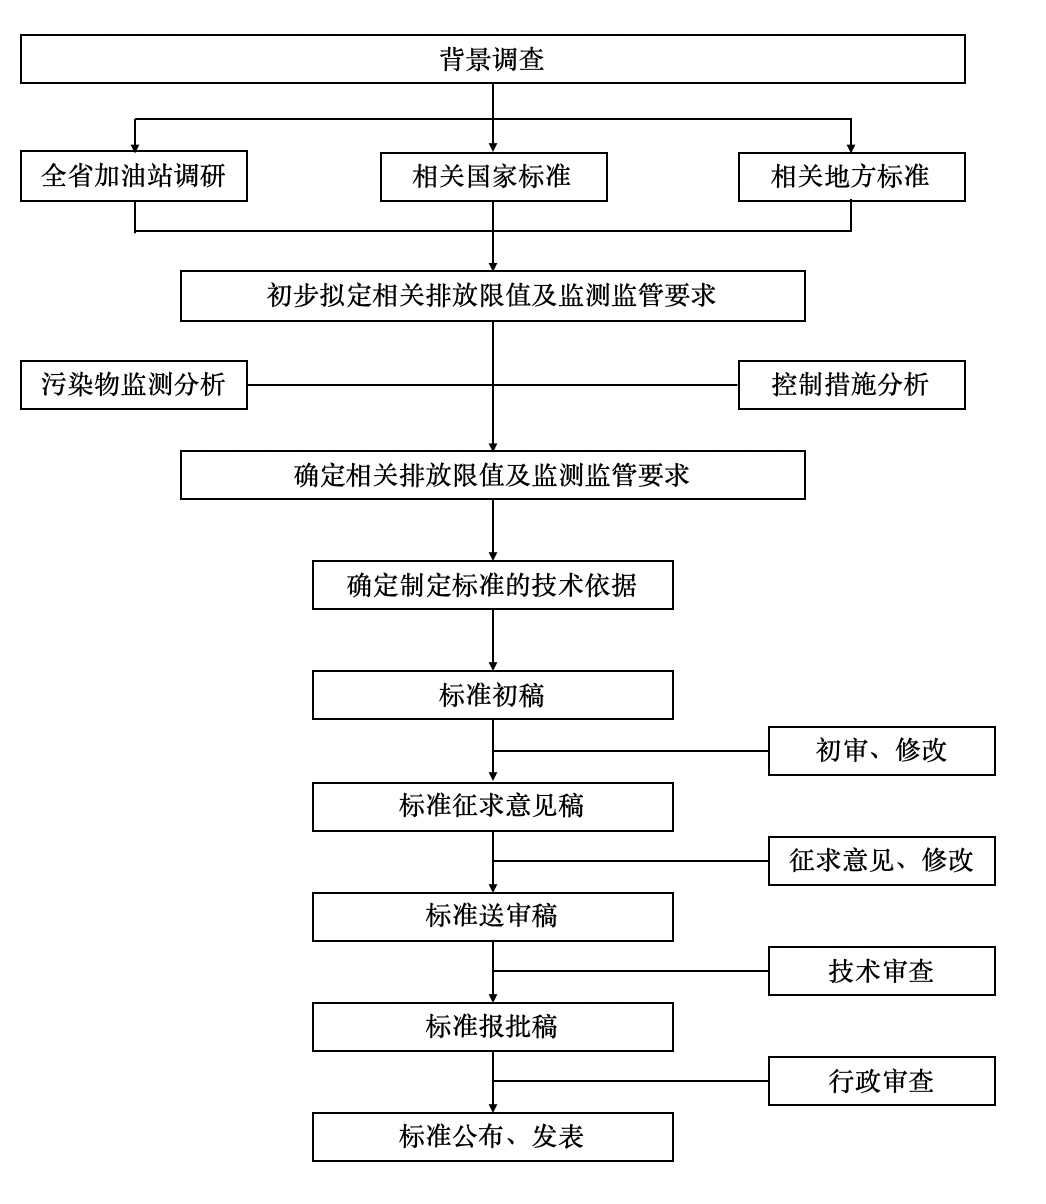 背景调查
全省加油站调研
相关国家标准
相关地方标准
初步拟定相关排放限值及监测监管要求
污染物监测分析
控制措施分析
确定相关排放限值及监测监管要求
确定制定标准的技术依据
标准初稿
初审、修改
标准征求意见稿
征求意见、修改
标准送审稿
技术审查
标准报批稿
行政审查
标准公布、发表